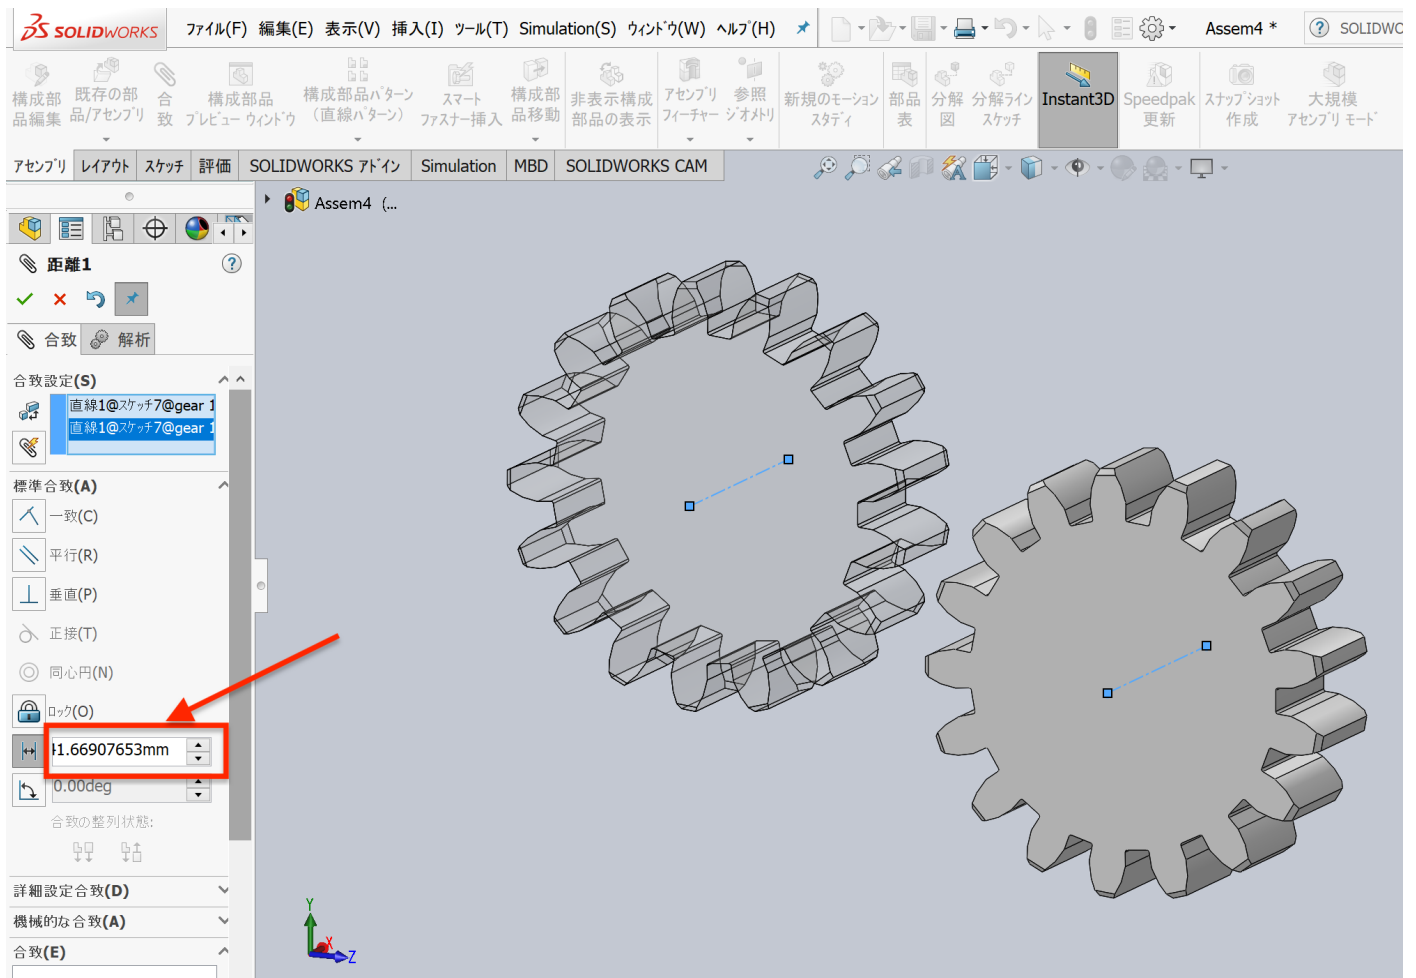 SOLIDWORKS
ファイル(F) 編集(E) 表示(V) 挿入(I) ツール(T) Simulation(S) ウィンドウ(W) ヘルプ(H)
Assem4 *
SOLIDWO
構成部
品編集
既存の部
品/アセンブリ
合
致
構成部品
プレビュー ウィンドウ
構成部品パターン
(直線パターン)
スマート
ファスナー挿入
構成部
品移動
非表示構成
部品の表示
アセンブリ
フィーチャー
参照
ジオメトリ
新規のモーション
スタディ
部品
表
分解
図
分解ライン
スケッチ
Instant3D
Speedpak
更新
スナップショット
作成
大規模
アセンブリ モード
アセンブリ レイアウト スケッチ 評価 SOLIDWORKS アドイン Simulation MBD SOLIDWORKS CAM
Assem4 (...
距離1
合致 解析
合致設定(S)
直線1@スケッチ7@gear 1
直線1@スケッチ7@gear 1
標準合致(A)
一致(C)
平行(R)
垂直(P)
正接(T)
同心円(N)
ロック(O)
1.66907653mm
0.00deg
合致の整列状態:
詳細設定合致(D)
機械的な合致(A)
合致(E)
Y
X
Z